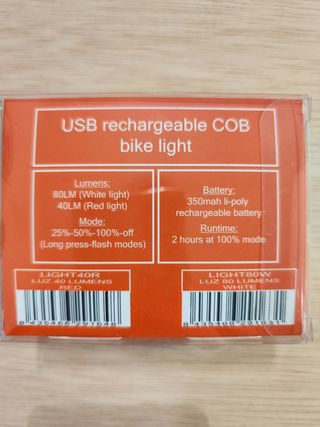 USB rechargeable COB
bike light
Lumens:
80LM (White light)
40LM (Red light)
Mode:
25%-50%-100%-off
(Long press-flash modes)
Battery:
350mah li-poly
rechargeable battery
Runtime:
2 hours at 100% mode
LIGHT40R
LUZ 40 LUMENS
RED
LIGHT80W
LUZ 80 LUMENS
WHITE